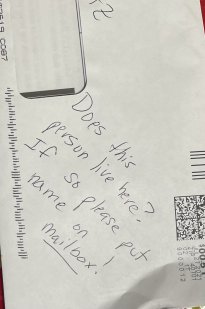 Does this
person live here?
If so please put
name on
mailbox!